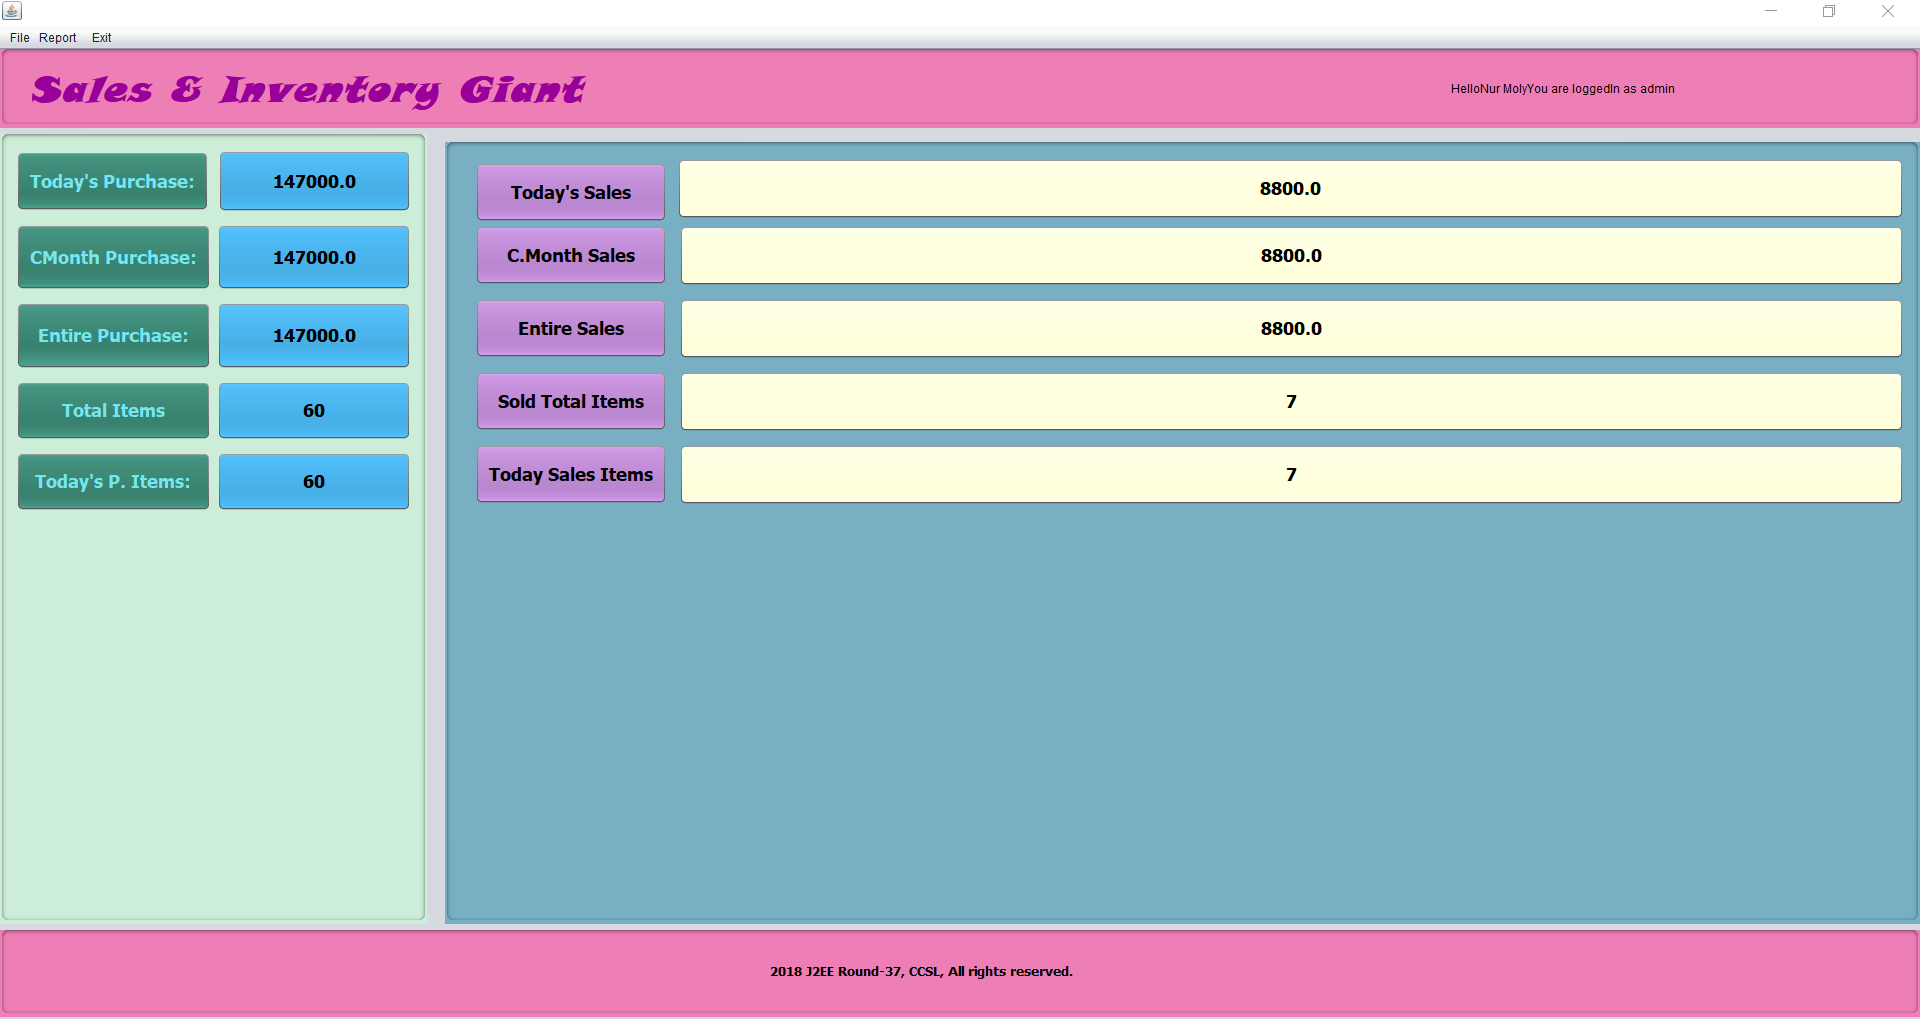 File Report Exit
Sales & Inventory Giant
HelloNur MolyYou are loggedIn as admin
Today's Purchase: 147000.0
CMonth Purchase: 147000.0
Entire Purchase: 147000.0
Total Items 60
Today's P. Items: 60
Today's Sales 8800.0
C.Month Sales 8800.0
Entire Sales 8800.0
Sold Total Items 7
Today Sales Items 7
2018 J2EE Round-37, CCSL, All rights reserved.